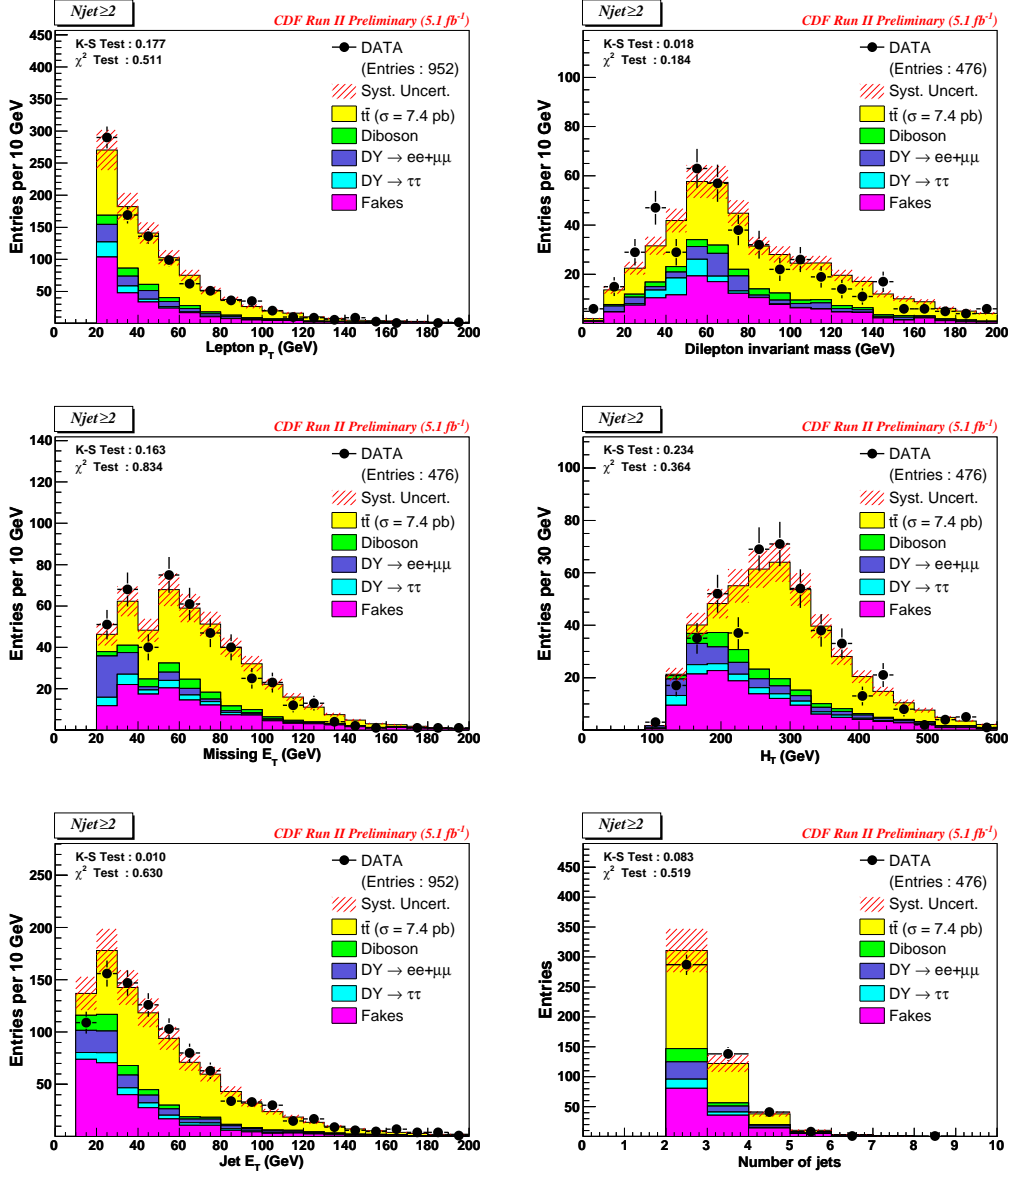 Njet≥2
CDF Run II Preliminary (5.1 fb⁻¹)
K-S Test : 0.177
χ² Test : 0.511
DATA
(Entries : 952)
Syst. Uncert.
tt̄ (σ = 7.4 pb)
Diboson
DY → ee+μμ
DY → ττ
Fakes
Entries per 10 GeV
450
400
350
300
250
200
150
100
50
0 20 40 60 80 100 120 140 160 180 200
Lepton p_T (GeV)
Njet≥2
CDF Run II Preliminary (5.1 fb⁻¹)
K-S Test : 0.018
χ² Test : 0.184
DATA
(Entries : 476)
Syst. Uncert.
tt̄ (σ = 7.4 pb)
Diboson
DY → ee+μμ
DY → ττ
Fakes
Entries per 10 GeV
100
80
60
40
20
0 20 40 60 80 100 120 140 160 180 200
Dilepton invariant mass (GeV)
Njet≥2
CDF Run II Preliminary (5.1 fb⁻¹)
K-S Test : 0.163
χ² Test : 0.834
DATA
(Entries : 476)
Syst. Uncert.
tt̄ (σ = 7.4 pb)
Diboson
DY → ee+μμ
DY → ττ
Fakes
Entries per 10 GeV
140
120
100
80
60
40
20
0 20 40 60 80 100 120 140 160 180 200
Missing E_T (GeV)
Njet≥2
CDF Run II Preliminary (5.1 fb⁻¹)
K-S Test : 0.234
χ² Test : 0.364
DATA
(Entries : 476)
Syst. Uncert.
tt̄ (σ = 7.4 pb)
Diboson
DY → ee+μμ
DY → ττ
Fakes
Entries per 30 GeV
100
80
60
40
20
0 100 200 300 400 500 600
H_T (GeV)
Njet≥2
CDF Run II Preliminary (5.1 fb⁻¹)
K-S Test : 0.010
χ² Test : 0.630
DATA
(Entries : 952)
Syst. Uncert.
tt̄ (σ = 7.4 pb)
Diboson
DY → ee+μμ
DY → ττ
Fakes
Entries per 10 GeV
250
200
150
100
50
0 20 40 60 80 100 120 140 160 180 200
Jet E_T (GeV)
Njet≥2
CDF Run II Preliminary (5.1 fb⁻¹)
K-S Test : 0.083
χ² Test : 0.519
DATA
(Entries : 476)
Syst. Uncert.
tt̄ (σ = 7.4 pb)
Diboson
DY → ee+μμ
DY → ττ
Fakes
Entries
450
400
350
300
250
200
150
100
50
0 1 2 3 4 5 6 7 8 9 10
Number of jets